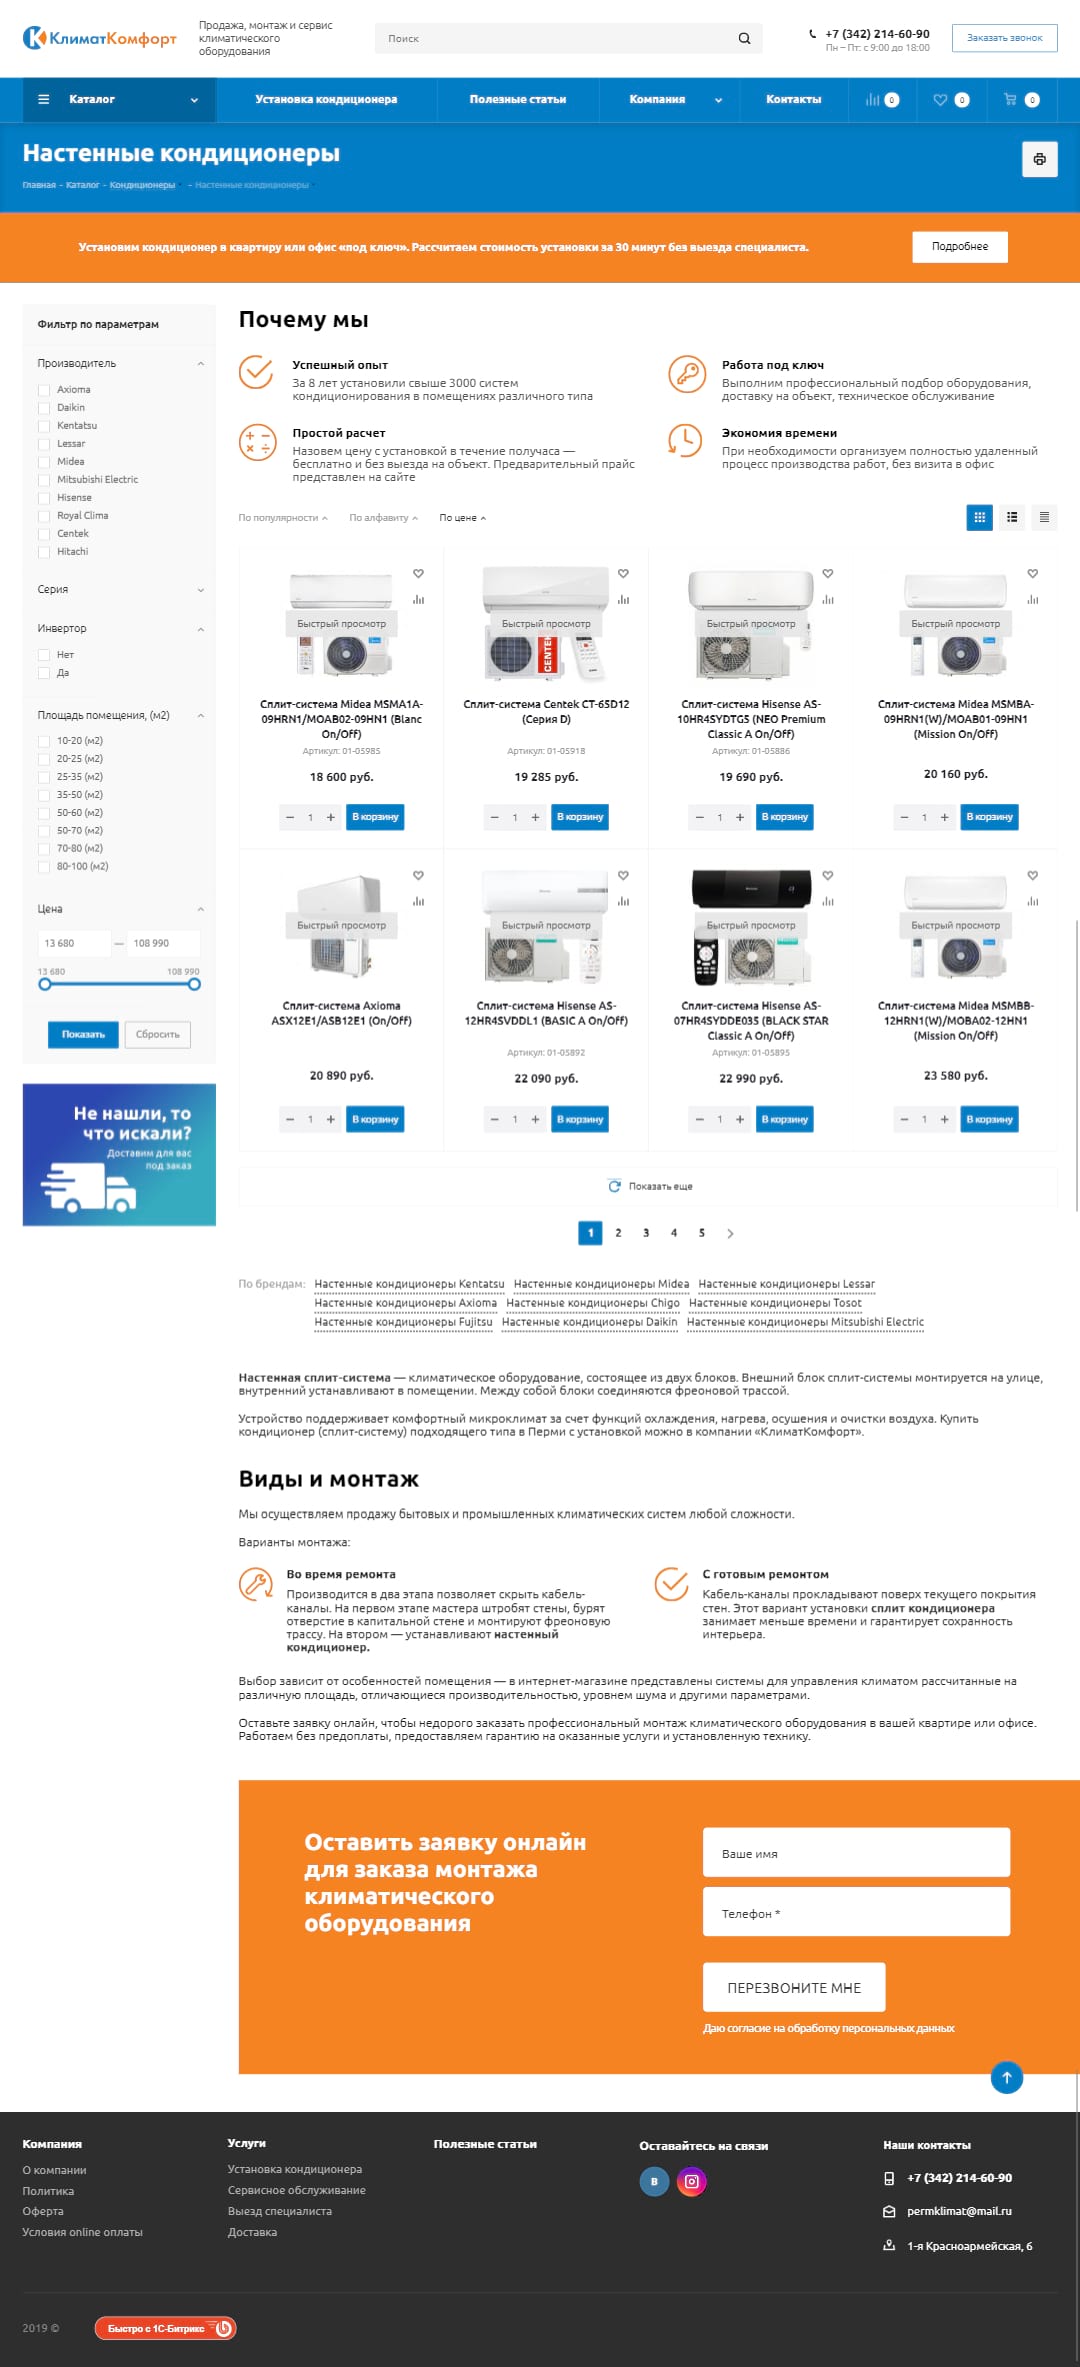 КлиматКомфорт
Продажа, монтаж и сервис
климатического
оборудования
Поиск
+7 (342) 214-60-90
Пн – Пт: с 9:00 до 18:00
Заказать звонок
Каталог
Установка кондиционера
Полезные статьи
Компания
Контакты
0
0
0
Настенные кондиционеры
Главная - Каталог - Кондиционеры - Настенные кондиционеры
Установим кондиционер в квартиру или офис «под ключ». Рассчитаем стоимость установки за 30 минут без выезда специалиста.
Подробнее
Фильтр по параметрам
Производитель
Axioma
Daikin
Kentatsu
Lessar
Midea
Mitsubishi Electric
Hisense
Royal Clima
Centek
Hitachi
Серия
Инвертор
Нет
Да
Площадь помещения, (м2)
10-20 (м2)
20-25 (м2)
25-35 (м2)
35-50 (м2)
50-60 (м2)
50-70 (м2)
70-80 (м2)
80-100 (м2)
Цена
13 680 — 108 990
13 680 108 990
Показать Сбросить
Не нашли, то
что искали?
Доставим для вас
под заказ
Почему мы
Успешный опыт
За 8 лет установили свыше 3000 систем
кондиционирования в помещениях различного типа
Работа под ключ
Выполним профессиональный подбор оборудования,
доставку на объект, техническое обслуживание
Простой расчет
Назовем цену с установкой в течение получаса —
бесплатно и без выезда на объект. Предварительный прайс
представлен на сайте
Экономия времени
При необходимости организуем полностью удаленный
процесс производства работ, без визита в офис
По популярности По алфавиту По цене
Быстрый просмотр
Сплит-система Midea MSMA1A-
09HRN1/MOAB02-09HN1 (Blanc
On/Off)
Артикул: 01-05985
18 600 руб.
− 1 + В корзину
Быстрый просмотр
CENTEK
Сплит-система Centek CT-65D12
(Серия D)
Артикул: 01-05918
19 285 руб.
− 1 + В корзину
Быстрый просмотр
Сплит-система Hisense AS-
10HR4SYDTG5 (NEO Premium
Classic A On/Off)
Артикул: 01-05886
19 690 руб.
− 1 + В корзину
Быстрый просмотр
Сплит-система Midea MSMBA-
09HRN1(W)/MOAB01-09HN1
(Mission On/Off)
20 160 руб.
− 1 + В корзину
Быстрый просмотр
Сплит-система Axioma
ASX12E1/ASB12E1 (On/Off)
20 890 руб.
− 1 + В корзину
Быстрый просмотр
Сплит-система Hisense AS-
12HR4SVDDL1 (BASIC A On/Off)
Артикул: 01-05892
22 090 руб.
− 1 + В корзину
Быстрый просмотр
Сплит-система Hisense AS-
07HR4SYDDE035 (BLACK STAR
Classic A On/Off)
Артикул: 01-05895
22 990 руб.
− 1 + В корзину
Быстрый просмотр
Сплит-система Midea MSMBB-
12HRN1(W)/MOBA02-12HN1
(Mission On/Off)
23 580 руб.
− 1 + В корзину
Показать еще
1 2 3 4 5
По брендам: Настенные кондиционеры Kentatsu Настенные кондиционеры Midea Настенные кондиционеры Lessar
Настенные кондиционеры Axioma Настенные кондиционеры Chigo Настенные кондиционеры Tosot
Настенные кондиционеры Fujitsu Настенные кондиционеры Daikin Настенные кондиционеры Mitsubishi Electric
Настенная сплит-система — климатическое оборудование, состоящее из двух блоков. Внешний блок сплит-системы монтируется на улице,
внутренний устанавливают в помещении. Между собой блоки соединяются фреоновой трассой.
Устройство поддерживает комфортный микроклимат за счет функций охлаждения, нагрева, осушения и очистки воздуха. Купить
кондиционер (сплит-систему) подходящего типа в Перми с установкой можно в компании «КлиматКомфорт».
Виды и монтаж
Мы осуществляем продажу бытовых и промышленных климатических систем любой сложности.
Варианты монтажа:
Во время ремонта
Производится в два этапа позволяет скрыть кабель-
каналы. На первом этапе мастера штробят стены, бурят
отверстие в капитальной стене и монтируют фреоновую
трассу. На втором — устанавливают настенный
кондиционер.
С готовым ремонтом
Кабель-каналы прокладывают поверх текущего покрытия
стен. Этот вариант установки сплит кондиционера
занимает меньше времени и гарантирует сохранность
интерьера.
Выбор зависит от особенностей помещения — в интернет-магазине представлены системы для управления климатом рассчитанные на
различную площадь, отличающиеся производительностью, уровнем шума и другими параметрами.
Оставьте заявку онлайн, чтобы недорого заказать профессиональный монтаж климатического оборудования в вашей квартире или офисе.
Работаем без предоплаты, предоставляем гарантию на оказанные услуги и установленную технику.
Оставить заявку онлайн
для заказа монтажа
климатического
оборудования
Ваше имя
Телефон *
ПЕРЕЗВОНИТЕ МНЕ
Даю согласие на обработку персональных данных
Компания
О компании
Политика
Оферта
Условия online оплаты
Услуги
Установка кондиционера
Сервисное обслуживание
Выезд специалиста
Доставка
Полезные статьи
Оставайтесь на связи
Наши контакты
+7 (342) 214-60-90
permklimat@mail.ru
1-я Красноармейская, 6
2019 ©
Быстро с 1С-Битрикс